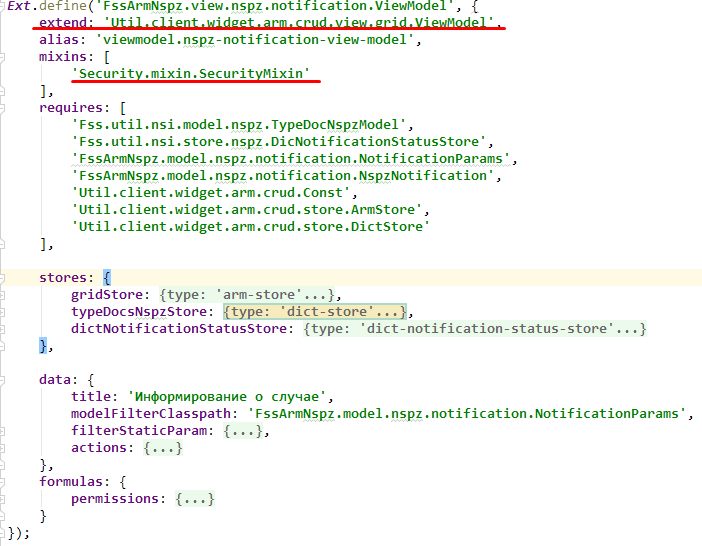 Ext.define('FssArmNspz.view.nspz.notification.ViewModel', {
    extend: 'Util.client.widget.arm.crud.view.grid.ViewModel',
    alias: 'viewmodel.nspz-notification-view-model',
    mixins: [
        'Security.mixin.SecurityMixin'
    ],
    requires: [
        'Fss.util.nsi.model.nspz.TypeDocNspzModel',
        'Fss.util.nsi.store.nspz.DicNotificationStatusStore',
        'FssArmNspz.model.nspz.notification.NotificationParams',
        'FssArmNspz.model.nspz.notification.NspzNotification',
        'Util.client.widget.arm.crud.Const',
        'Util.client.widget.arm.crud.store.ArmStore',
        'Util.client.widget.arm.crud.store.DictStore'
    ],
    stores: {
        gridStore: {type: 'arm-store'...},
        typeDocsNspzStore: {type: 'dict-store'...},
        dictNotificationStatusStore: {type: 'dict-notification-status-store'...}
    },
    data: {
        title: 'Информирование о случае',
        modelFilterClasspath: 'FssArmNspz.model.nspz.notification.NotificationParams',
        filterStaticParam: {...},
        actions: {...}
    },
    formulas: {
        permissions: {...}
    }
});